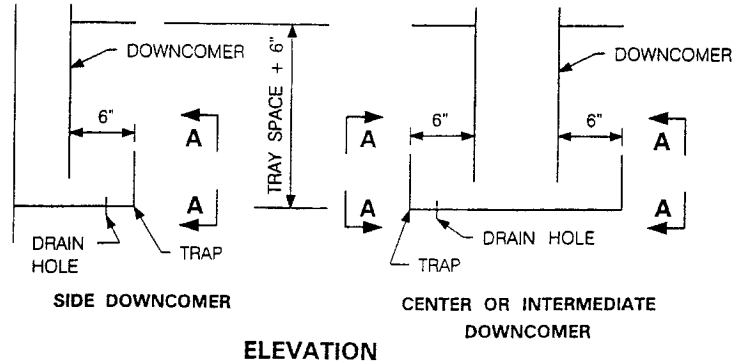 DOWNCOMER
6"
A
A
DRAIN
HOLE
TRAP
SIDE DOWNCOMER
TRAY SPACE + 6"
DOWNCOMER
6"
6"
A
A
A
A
DRAIN HOLE
TRAP
CENTER OR INTERMEDIATE
DOWNCOMER
ELEVATION